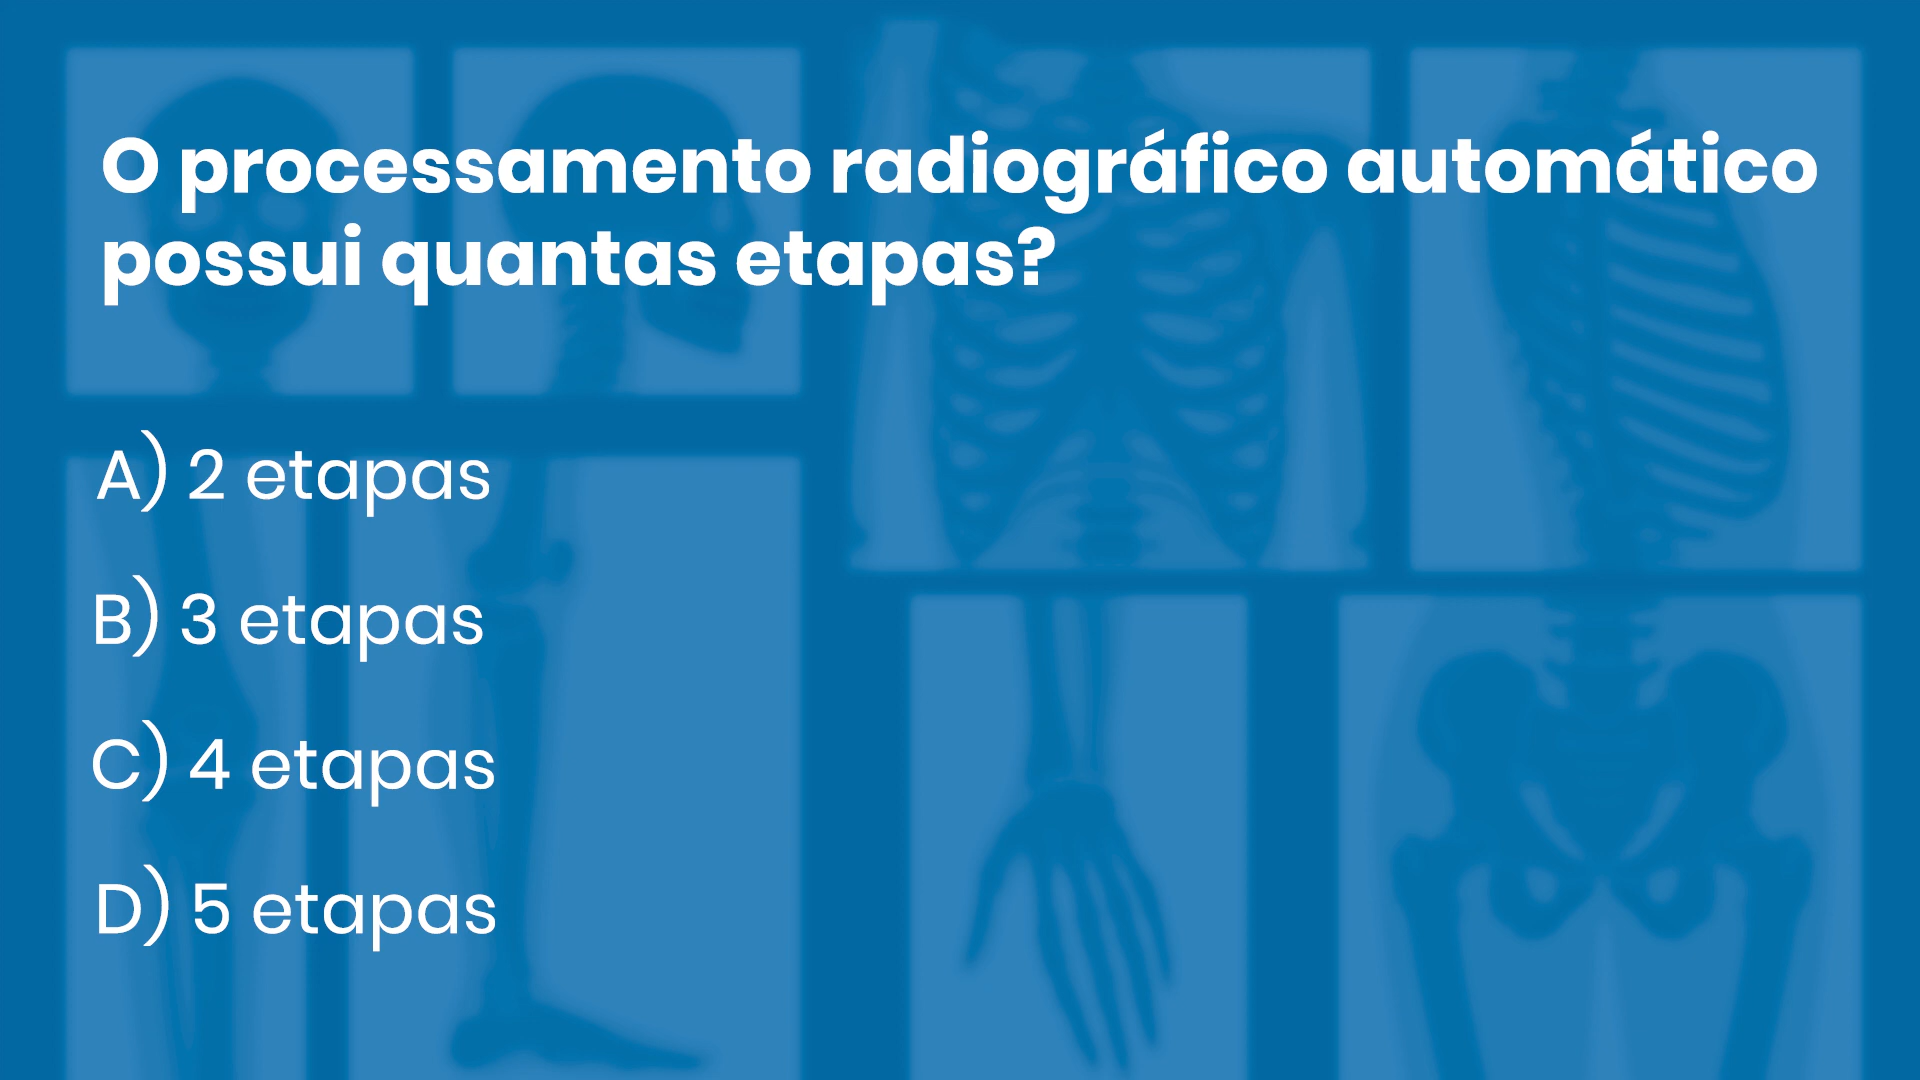 O processamento radiográfico automático
possui quantas etapas?
A) 2 etapas
B) 3 etapas
C) 4 etapas
D) 5 etapas